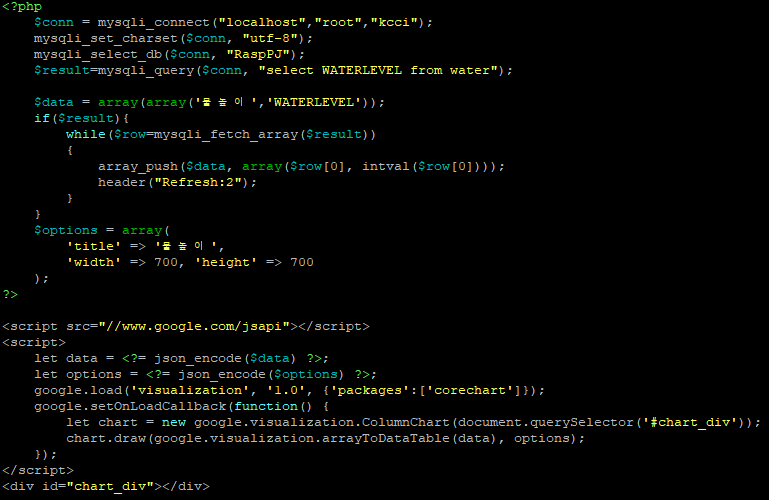 <?php
    $conn = mysqli_connect("localhost","root","kcci");
    mysqli_set_charset($conn, "utf-8");
    mysqli_select_db($conn, "RaspPJ");
    $result=mysqli_query($conn, "select WATERLEVEL from water");

    $data = array(array('물높이','WATERLEVEL'));
    if($result){
        while($row=mysqli_fetch_array($result))
        {
            array_push($data, array($row[0], intval($row[0])));
            header("Refresh:2");
        }
    }
    $options = array(
        'title' => '물높이',
        'width' => 700, 'height' => 700
    );
?>

<script src="//www.google.com/jsapi"></script>
<script>
    let data = <?= json_encode($data) ?>;
    let options = <?= json_encode($options) ?>;
    google.load('visualization', '1.0', {'packages':['corechart']});
    google.setOnLoadCallback(function() {
        let chart = new google.visualization.ColumnChart(document.querySelector('#chart_div'));
        chart.draw(google.visualization.arrayToDataTable(data), options);
    });
</script>
<div id="chart_div"></div>